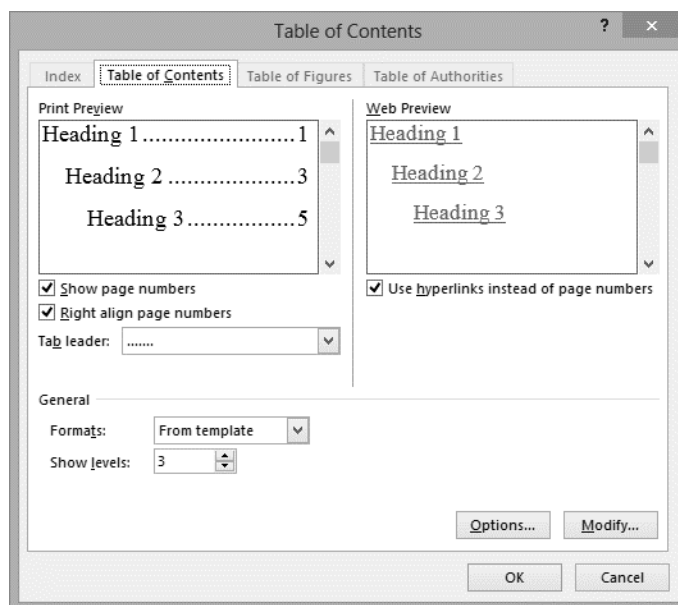 Table of Contents
?
Index Table of Contents Table of Figures Table of Authorities
Print Preview
Heading 1.......................1
Heading 2...................3
Heading 3................5
Show page numbers
Right align page numbers
Tab leader: .......
Web Preview
Heading 1
Heading 2
Heading 3
Use hyperlinks instead of page numbers
General
Formats: From template
Show levels: 3
Options... Modify...
OK Cancel